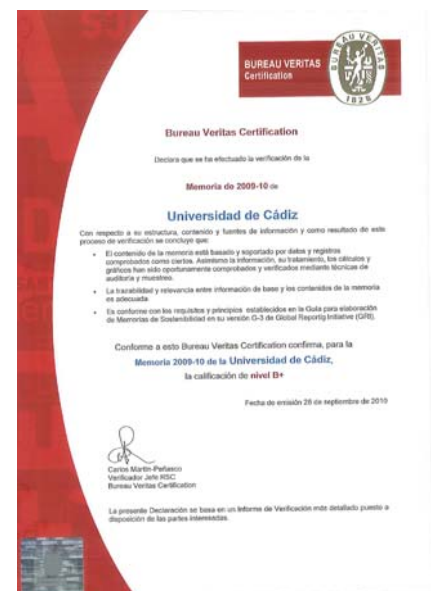 BUREAU VERITAS
Certification
BUREAU VERITAS
1828
Bureau Veritas Certification
Declara que se ha efectuado la verificación de la
Memoria de 2009-10 de
Universidad de Cádiz
Con respecto a su estructura, contenido y fuentes de información y como resultado de este
proceso de verificación se concluye que:
• El contenido de la memoria está basado y soportado por datos y registros
comprobados como ciertos. Asimismo la información, su tratamiento, los cálculos y
gráficos han sido oportunamente comprobados y verificados mediante técnicas de
auditoría y muestreo.
• La trazabilidad y relevancia entre información de base y los contenidos de la memoria
es adecuada.
• Es conforme con los requisitos y principios establecidos en la Guía para elaboración
de Memorias de Sostenibilidad en su versión G-3 de Global Reportig Initiative (GRI).
Conforme a esto Bureau Veritas Certification confirma, para la
Memoria 2009-10 de la Universidad de Cádiz,
la calificación de nivel B+
Fecha de emisión 28 de septiembre de 2010
Carlos Martín-Peñasco
Verificador Jefe RSC
Bureau Veritas Certification
La presente Declaración se basa en un Informe de Verificación más detallado puesto a
disposición de las partes interesadas.